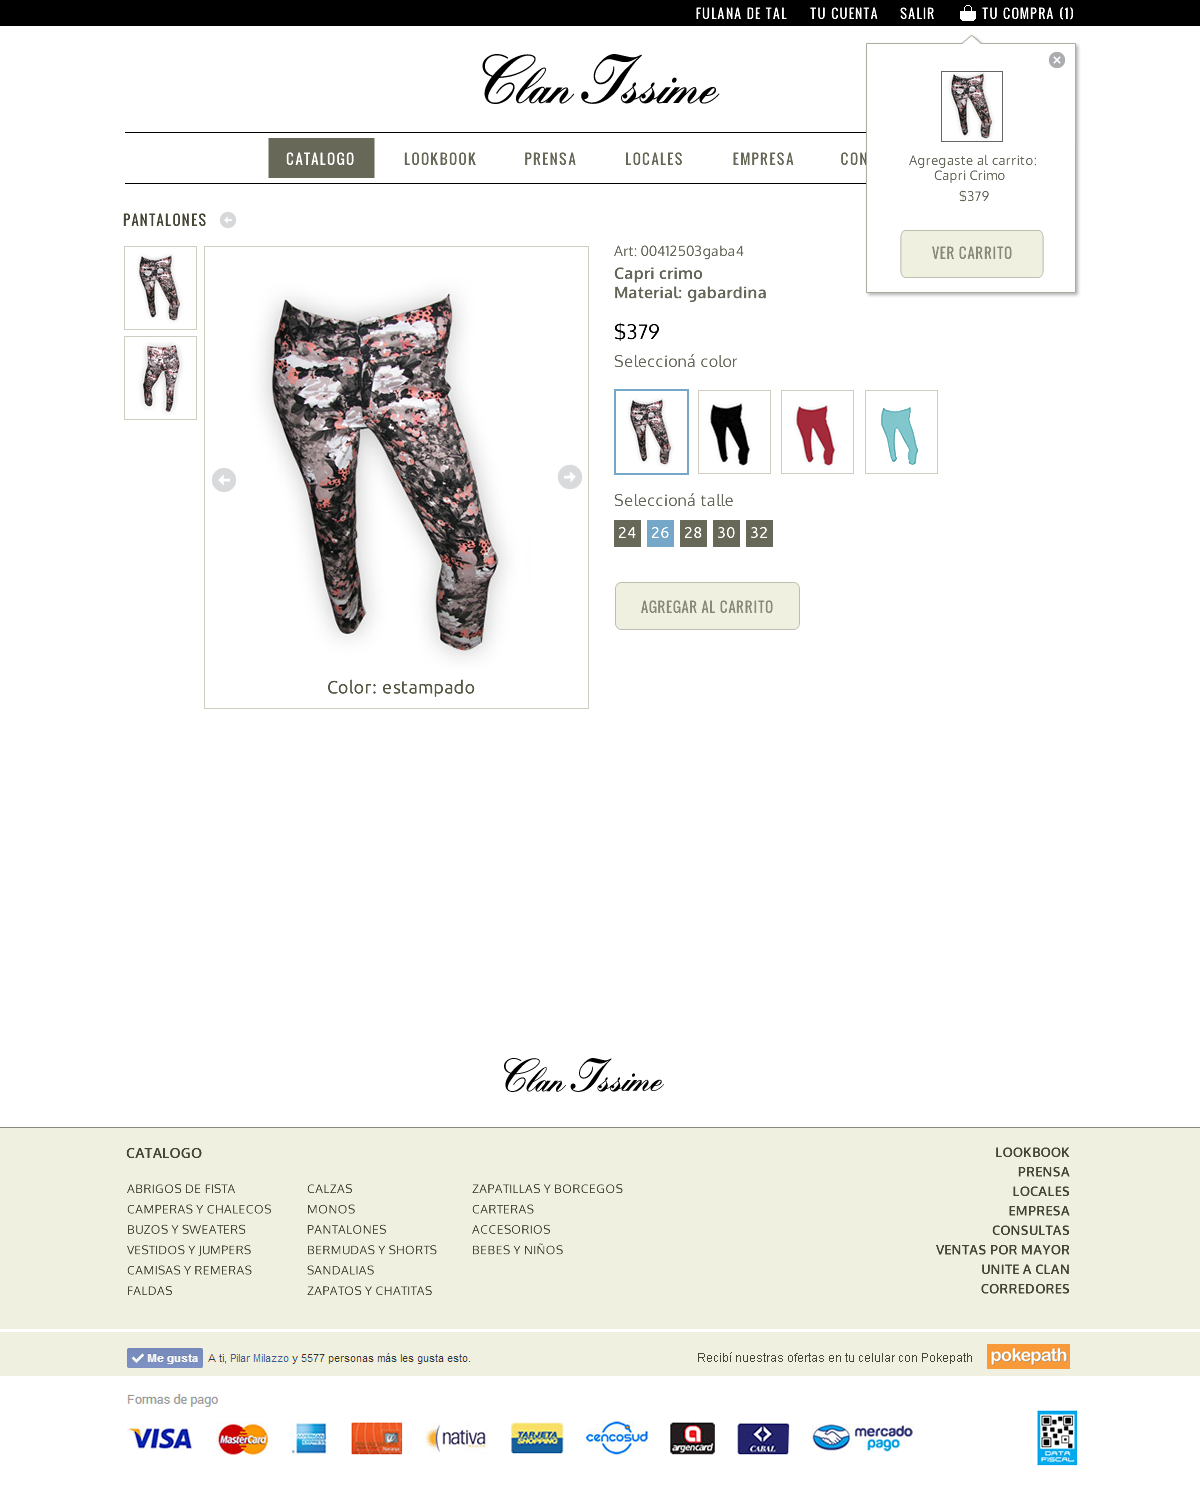 FULANA DE TAL TU CUENTA SALIR TU COMPRA (1)
Clan Issime
CATALOGO LOOKBOOK PRENSA LOCALES EMPRESA CON
Agregaste al carrito:
Capri Crimo
$379
VER CARRITO
PANTALONES
Art: 00412503gaba4
Capri crimo
Material: gabardina
$379
Seleccioná color
Seleccioná talle
24 26 28 30 32
AGREGAR AL CARRITO
Color: estampado
Clan Issime
CATALOGO
ABRIGOS DE FISTA
CAMPERAS Y CHALECOS
BUZOS Y SWEATERS
VESTIDOS Y JUMPERS
CAMISAS Y REMERAS
FALDAS
CALZAS
MONOS
PANTALONES
BERMUDAS Y SHORTS
SANDALIAS
ZAPATOS Y CHATITAS
ZAPATILLAS Y BORCEGOS
CARTERAS
ACCESORIOS
BEBES Y NIÑOS
LOOKBOOK
PRENSA
LOCALES
EMPRESA
CONSULTAS
VENTAS POR MAYOR
UNITE A CLAN
CORREDORES
Me gusta A ti, Pilar Milazzo y 5577 personas más les gusta esto.
Recibí nuestras ofertas en tu celular con Pokepath pokepath
Formas de pago
VISA MasterCard AMERICAN EXPRESS Naranja nativa TARJETA SHOPPING cencosud argencard CABAL mercado pago
DATA FISCAL